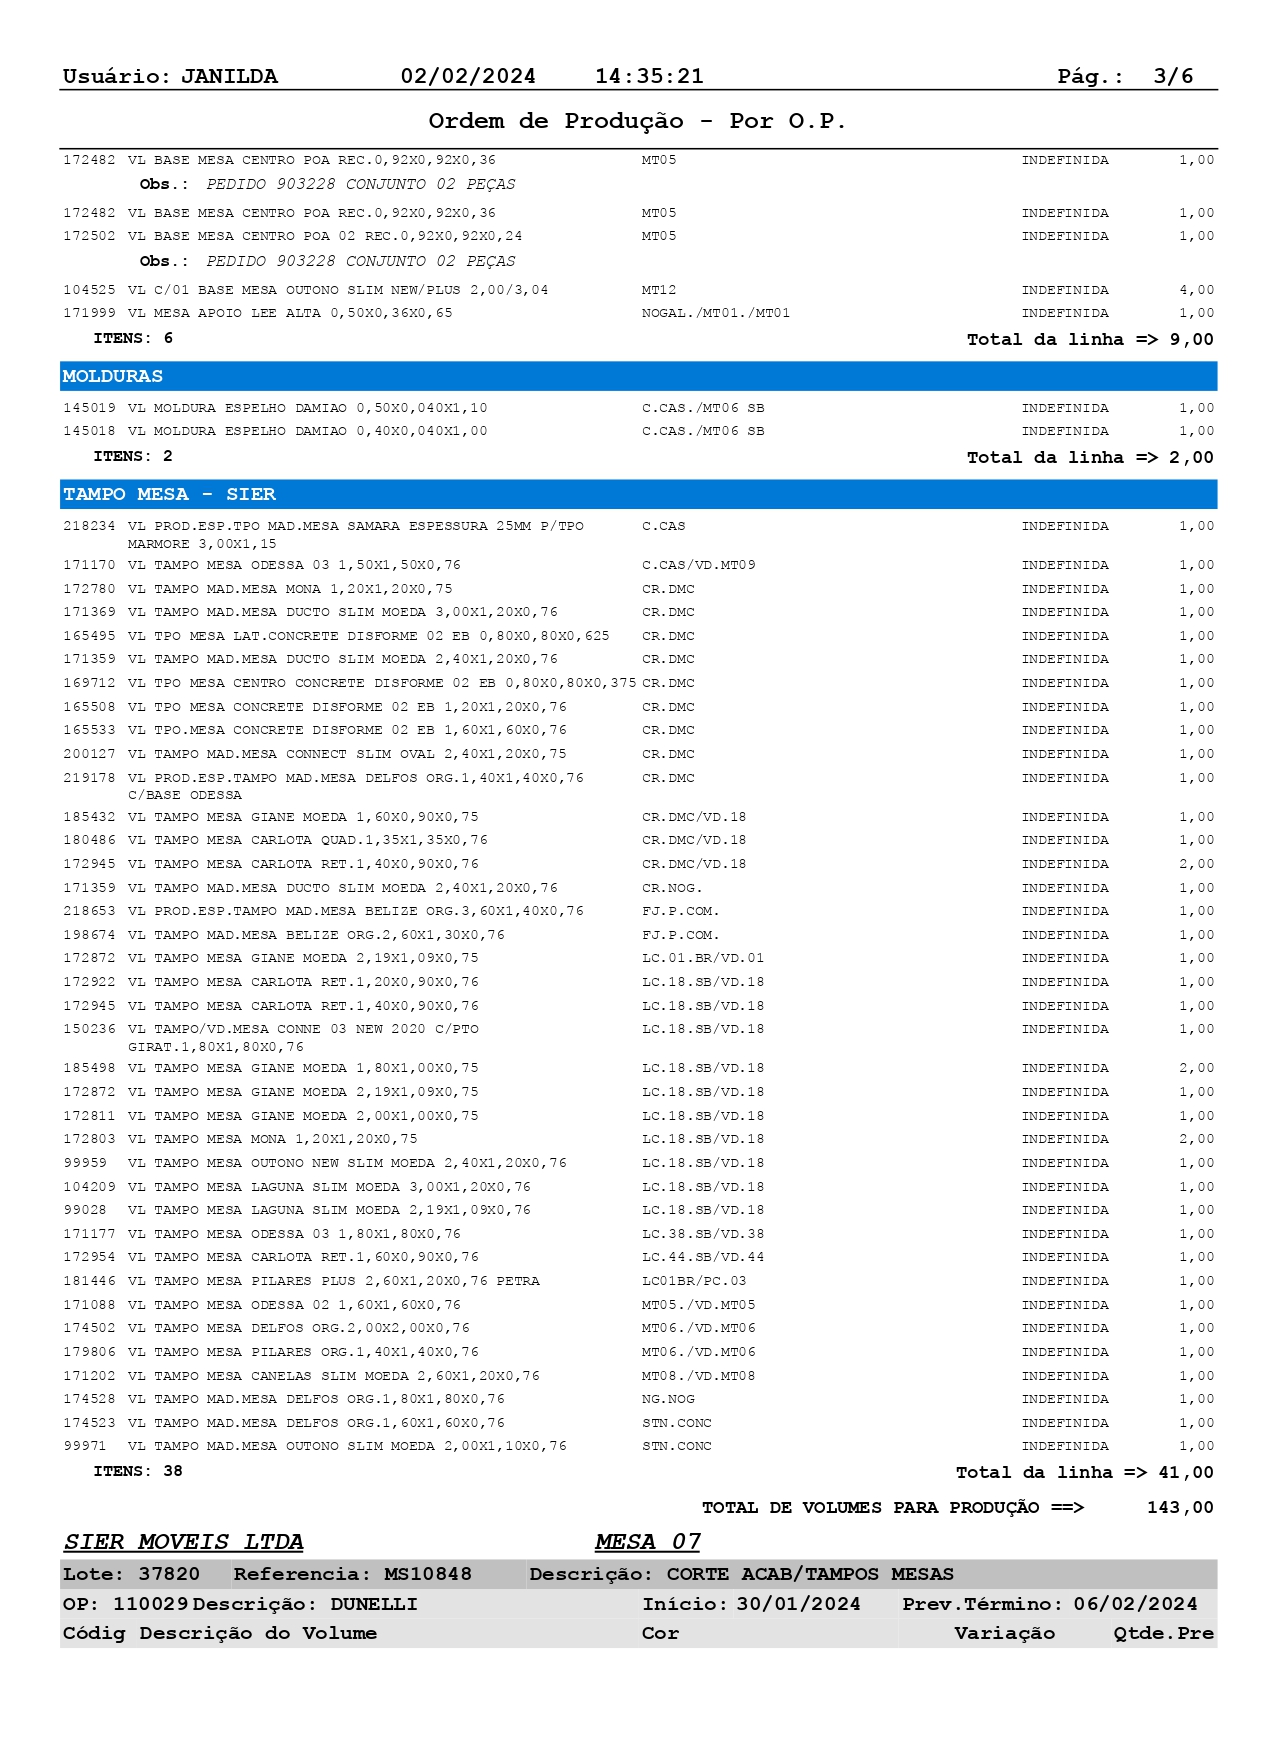 Usuário: JANILDA 02/02/2024 14:35:21 Pág.: 3/6
Ordem de Produção - Por O.P.
172482 VL BASE MESA CENTRO POA REC.0,92X0,92X0,36 MT05 INDEFINIDA 1,00
Obs.: PEDIDO 903228 CONJUNTO 02 PEÇAS
172482 VL BASE MESA CENTRO POA REC.0,92X0,92X0,36 MT05 INDEFINIDA 1,00
172502 VL BASE MESA CENTRO POA 02 REC.0,92X0,92X0,24 MT05 INDEFINIDA 1,00
Obs.: PEDIDO 903228 CONJUNTO 02 PEÇAS
104525 VL C/01 BASE MESA OUTONO SLIM NEW/PLUS 2,00/3,04 MT12 INDEFINIDA 4,00
171999 VL MESA APOIO LEE ALTA 0,50X0,36X0,65 NOGAL./MT01./MT01 INDEFINIDA 1,00
ITENS: 6 Total da linha => 9,00
MOLDURAS
145019 VL MOLDURA ESPELHO DAMIAO 0,50X0,040X1,10 C.CAS./MT06 SB INDEFINIDA 1,00
145018 VL MOLDURA ESPELHO DAMIAO 0,40X0,040X1,00 C.CAS./MT06 SB INDEFINIDA 1,00
ITENS: 2 Total da linha => 2,00
TAMPO MESA - SIER
218234 VL PROD.ESP.TPO MAD.MESA SAMARA ESPESSURA 25MM P/TPO C.CAS INDEFINIDA 1,00
MARMORE 3,00X1,15
171170 VL TAMPO MESA ODESSA 03 1,50X1,50X0,76 C.CAS/VD.MT09 INDEFINIDA 1,00
172780 VL TAMPO MAD.MESA MONA 1,20X1,20X0,75 CR.DMC INDEFINIDA 1,00
171369 VL TAMPO MAD.MESA DUCTO SLIM MOEDA 3,00X1,20X0,76 CR.DMC INDEFINIDA 1,00
165495 VL TPO MESA LAT.CONCRETE DISFORME 02 EB 0,80X0,80X0,625 CR.DMC INDEFINIDA 1,00
171359 VL TAMPO MAD.MESA DUCTO SLIM MOEDA 2,40X1,20X0,76 CR.DMC INDEFINIDA 1,00
169712 VL TPO MESA CENTRO CONCRETE DISFORME 02 EB 0,80X0,80X0,375 CR.DMC INDEFINIDA 1,00
165508 VL TPO MESA CONCRETE DISFORME 02 EB 1,20X1,20X0,76 CR.DMC INDEFINIDA 1,00
165533 VL TPO.MESA CONCRETE DISFORME 02 EB 1,60X1,60X0,76 CR.DMC INDEFINIDA 1,00
200127 VL TAMPO MAD.MESA CONNECT SLIM OVAL 2,40X1,20X0,75 CR.DMC INDEFINIDA 1,00
219178 VL PROD.ESP.TAMPO MAD.MESA DELFOS ORG.1,40X1,40X0,76 CR.DMC INDEFINIDA 1,00
C/BASE ODESSA
185432 VL TAMPO MESA GIANE MOEDA 1,60X0,90X0,75 CR.DMC/VD.18 INDEFINIDA 1,00
180486 VL TAMPO MESA CARLOTA QUAD.1,35X1,35X0,76 CR.DMC/VD.18 INDEFINIDA 1,00
172945 VL TAMPO MESA CARLOTA RET.1,40X0,90X0,76 CR.DMC/VD.18 INDEFINIDA 2,00
171359 VL TAMPO MAD.MESA DUCTO SLIM MOEDA 2,40X1,20X0,76 CR.NOG. INDEFINIDA 1,00
218653 VL PROD.ESP.TAMPO MAD.MESA BELIZE ORG.3,60X1,40X0,76 FJ.P.COM. INDEFINIDA 1,00
198674 VL TAMPO MAD.MESA BELIZE ORG.2,60X1,30X0,76 FJ.P.COM. INDEFINIDA 1,00
172872 VL TAMPO MESA GIANE MOEDA 2,19X1,09X0,75 LC.01.BR/VD.01 INDEFINIDA 1,00
172922 VL TAMPO MESA CARLOTA RET.1,20X0,90X0,76 LC.18.SB/VD.18 INDEFINIDA 1,00
172945 VL TAMPO MESA CARLOTA RET.1,40X0,90X0,76 LC.18.SB/VD.18 INDEFINIDA 1,00
150236 VL TAMPO/VD.MESA CONNE 03 NEW 2020 C/PTO LC.18.SB/VD.18 INDEFINIDA 1,00
GIRAT.1,80X1,80X0,76
185498 VL TAMPO MESA GIANE MOEDA 1,80X1,00X0,75 LC.18.SB/VD.18 INDEFINIDA 2,00
172872 VL TAMPO MESA GIANE MOEDA 2,19X1,09X0,75 LC.18.SB/VD.18 INDEFINIDA 1,00
172811 VL TAMPO MESA GIANE MOEDA 2,00X1,00X0,75 LC.18.SB/VD.18 INDEFINIDA 1,00
172803 VL TAMPO MESA MONA 1,20X1,20X0,75 LC.18.SB/VD.18 INDEFINIDA 2,00
99959 VL TAMPO MESA OUTONO NEW SLIM MOEDA 2,40X1,20X0,76 LC.18.SB/VD.18 INDEFINIDA 1,00
104209 VL TAMPO MESA LAGUNA SLIM MOEDA 3,00X1,20X0,76 LC.18.SB/VD.18 INDEFINIDA 1,00
99028 VL TAMPO MESA LAGUNA SLIM MOEDA 2,19X1,09X0,76 LC.18.SB/VD.18 INDEFINIDA 1,00
171177 VL TAMPO MESA ODESSA 03 1,80X1,80X0,76 LC.38.SB/VD.38 INDEFINIDA 1,00
172954 VL TAMPO MESA CARLOTA RET.1,60X0,90X0,76 LC.44.SB/VD.44 INDEFINIDA 1,00
181446 VL TAMPO MESA PILARES PLUS 2,60X1,20X0,76 PETRA LC01BR/PC.03 INDEFINIDA 1,00
171088 VL TAMPO MESA ODESSA 02 1,60X1,60X0,76 MT05./VD.MT05 INDEFINIDA 1,00
174502 VL TAMPO MESA DELFOS ORG.2,00X2,00X0,76 MT06./VD.MT06 INDEFINIDA 1,00
179806 VL TAMPO MESA PILARES ORG.1,40X1,40X0,76 MT06./VD.MT06 INDEFINIDA 1,00
171202 VL TAMPO MESA CANELAS SLIM MOEDA 2,60X1,20X0,76 MT08./VD.MT08 INDEFINIDA 1,00
174528 VL TAMPO MAD.MESA DELFOS ORG.1,80X1,80X0,76 NG.NOG INDEFINIDA 1,00
174523 VL TAMPO MAD.MESA DELFOS ORG.1,60X1,60X0,76 STN.CONC INDEFINIDA 1,00
99971 VL TAMPO MAD.MESA OUTONO SLIM MOEDA 2,00X1,10X0,76 STN.CONC INDEFINIDA 1,00
ITENS: 38 Total da linha => 41,00
TOTAL DE VOLUMES PARA PRODUÇÃO ==> 143,00
SIER MOVEIS LTDA MESA 07
Lote: 37820 Referencia: MS10848 Descrição: CORTE ACAB/TAMPOS MESAS
OP: 110029 Descrição: DUNELLI Início: 30/01/2024 Prev.Término: 06/02/2024
Códig Descrição do Volume Cor Variação Qtde.Pre